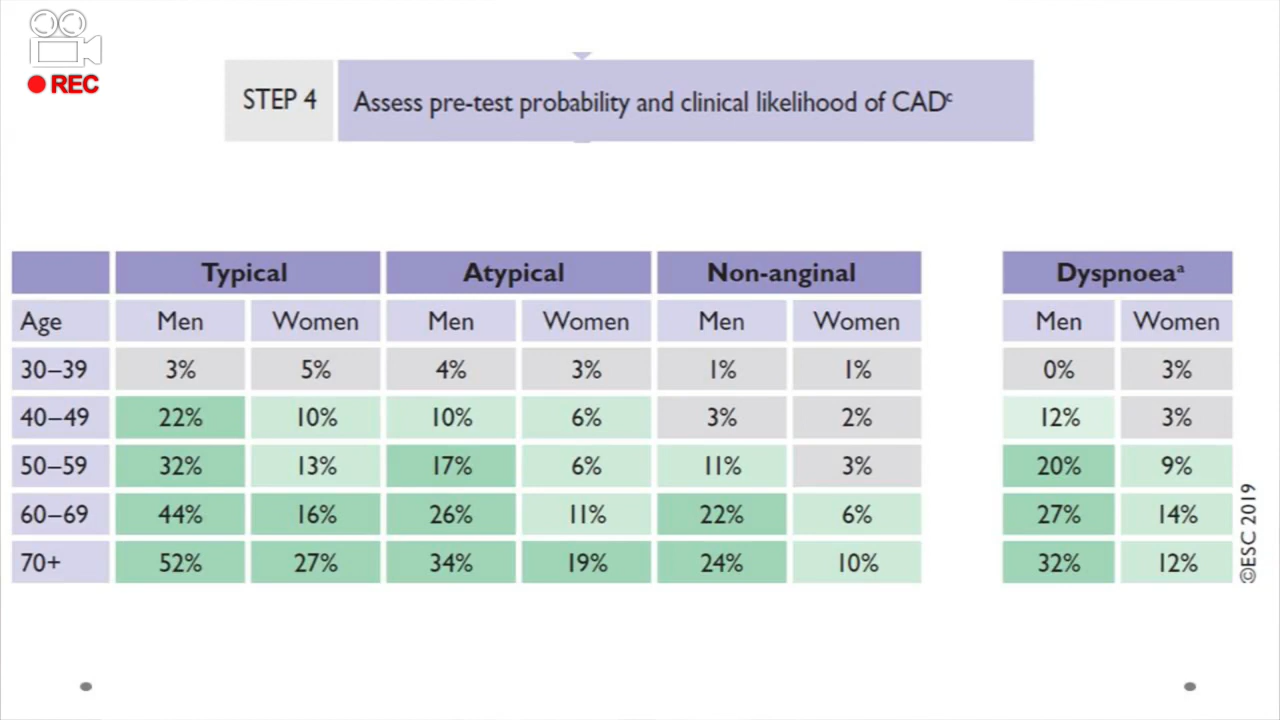 REC
STEP 4 Assess pre-test probability and clinical likelihood of CADᶜ
Typical Atypical Non-anginal Dyspnoeaᵃ
Age Men Women Men Women Men Women Men Women
30–39 3% 5% 4% 3% 1% 1% 0% 3%
40–49 22% 10% 10% 6% 3% 2% 12% 3%
50–59 32% 13% 17% 6% 11% 3% 20% 9%
60–69 44% 16% 26% 11% 22% 6% 27% 14%
70+ 52% 27% 34% 19% 24% 10% 32% 12%
©ESC 2019